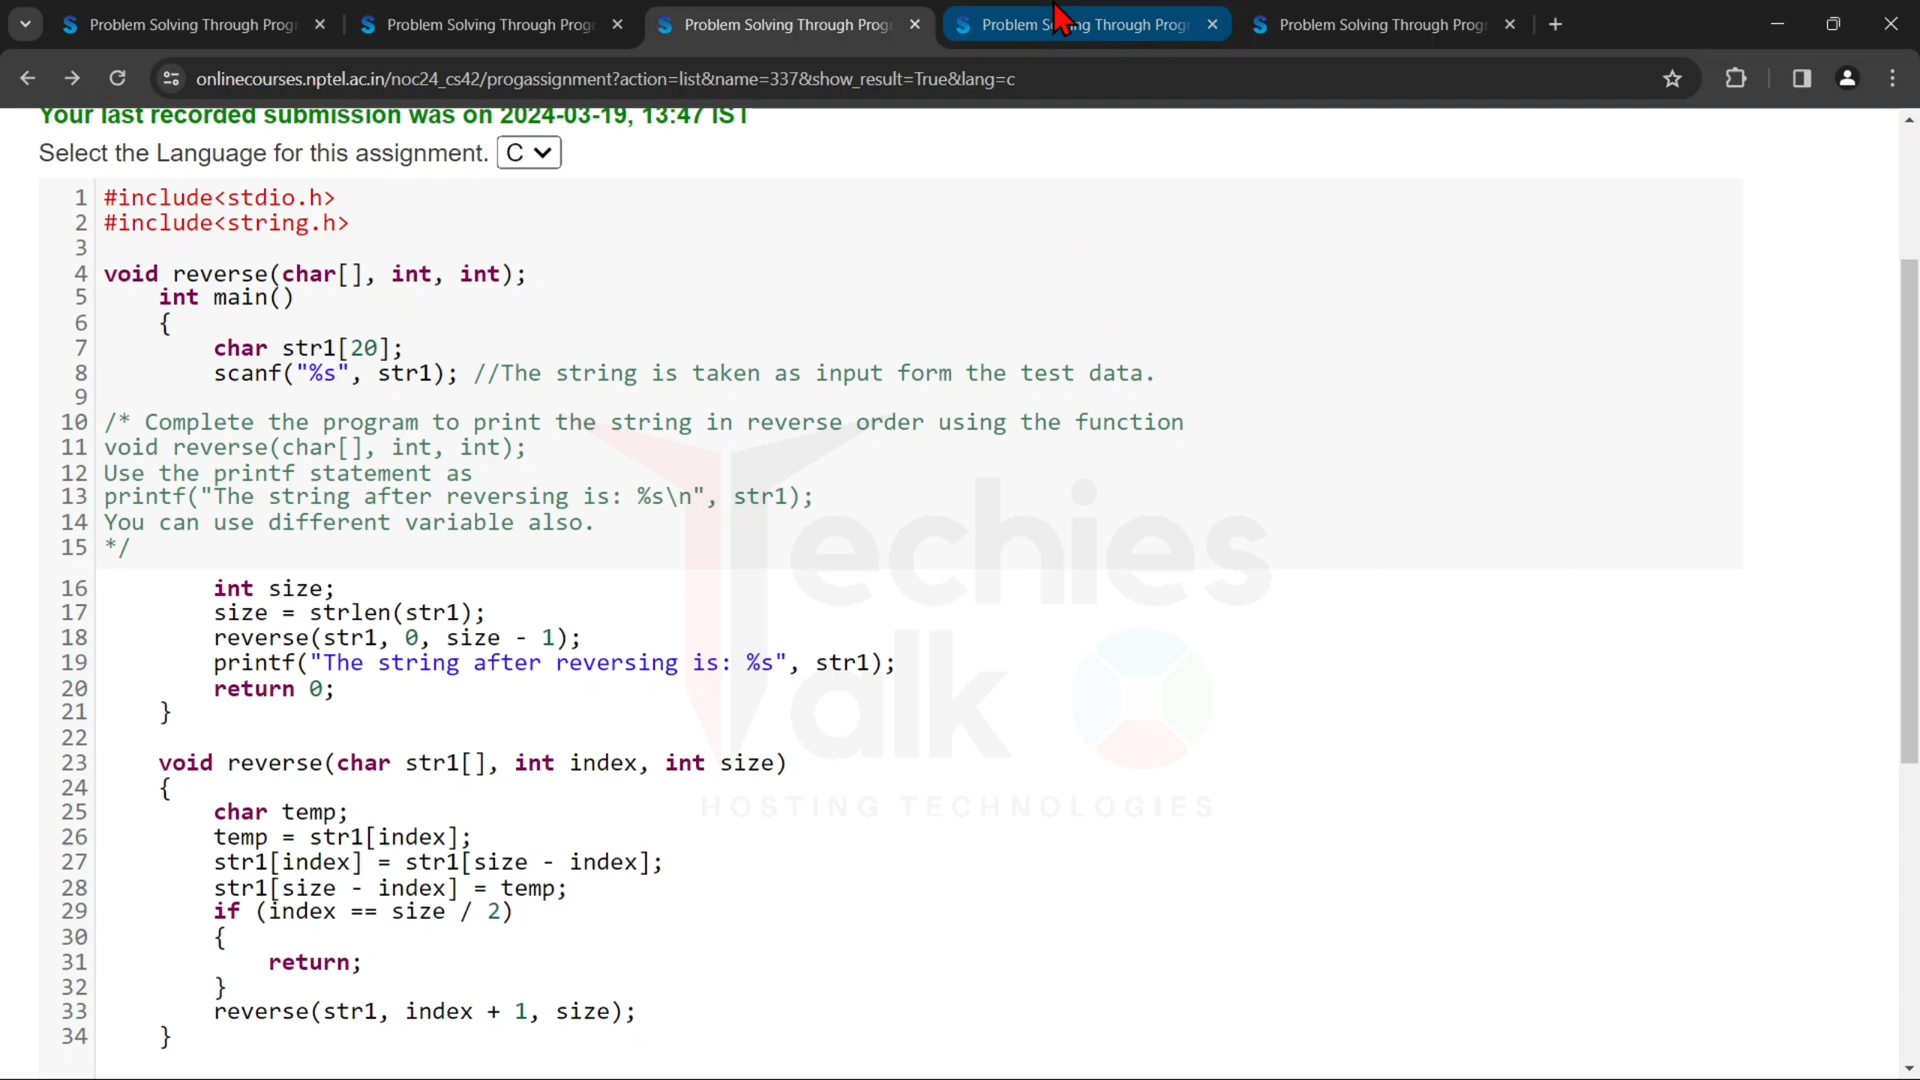 Problem Solving Through Progr
Problem Solving Through Progr
Problem Solving Through Progr
Problem Solving Through Progr
Problem Solving Through Progr
onlinecourses.nptel.ac.in/noc24_cs42/progassignment?action=list&name=337&show_result=True&lang=c
Your last recorded submission was on 2024-03-19, 13:47 IST
Select the Language for this assignment. C
1 #include<stdio.h>
2 #include<string.h>
3
4 void reverse(char[], int, int);
5 int main()
6 {
7 char str1[20];
8 scanf("%s", str1); //The string is taken as input form the test data.
9
10 /* Complete the program to print the string in reverse order using the function
11 void reverse(char[], int, int);
12 Use the printf statement as
13 printf("The string after reversing is: %s\n", str1);
14 You can use different variable also.
15 */
16 int size;
17 size = strlen(str1);
18 reverse(str1, 0, size - 1);
19 printf("The string after reversing is: %s", str1);
20 return 0;
21 }
22
23 void reverse(char str1[], int index, int size)
24 {
25 char temp;
26 temp = str1[index];
27 str1[index] = str1[size - index];
28 str1[size - index] = temp;
29 if (index == size / 2)
30 {
31 return;
32 }
33 reverse(str1, index + 1, size);
34 }
Techies
Talk
HOSTING TECHNOLOGIES